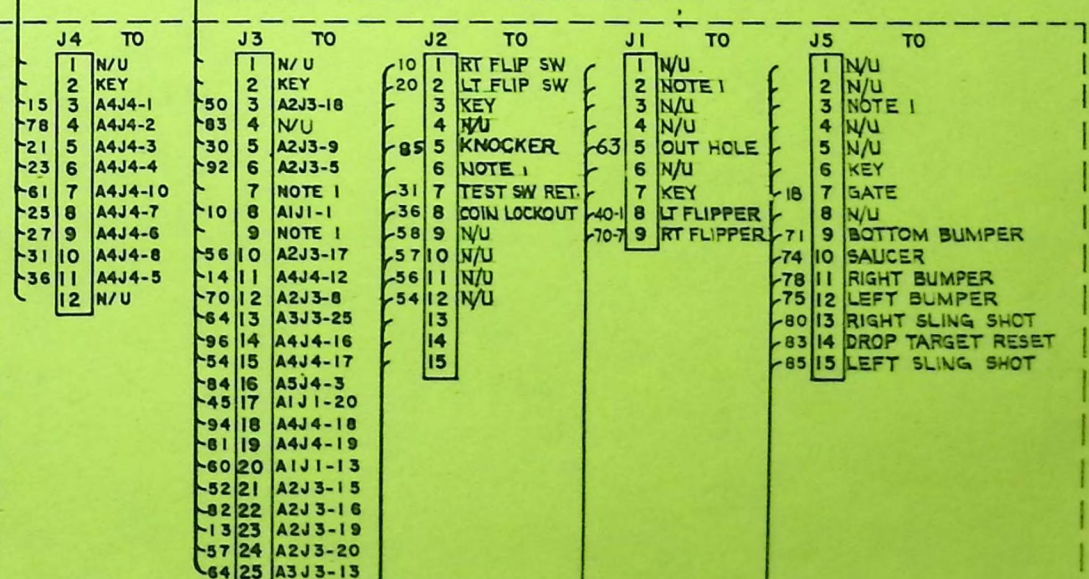 J4 TO
1 N/U
2 KEY
15 3 A4J4-1
78 4 A4J4-2
21 5 A4J4-3
23 6 A4J4-4
61 7 A4J4-10
25 8 A4J4-7
27 9 A4J4-6
31 10 A4J4-8
36 11 A4J4-5
12 N/U
J3 TO
1 N/U
2 KEY
50 3 A2J3-18
83 4 N/U
30 5 A2J3-9
92 6 A2J3-5
7 NOTE 1
10 8 A1J1-1
9 NOTE 1
56 10 A2J3-17
14 11 A4J4-12
70 12 A2J3-8
64 13 A3J3-25
96 14 A4J4-16
54 15 A4J4-17
84 16 A5J4-3
45 17 A1J1-20
94 18 A4J4-18
81 19 A4J4-19
60 20 A1J1-13
52 21 A2J3-15
82 22 A2J3-16
13 23 A2J3-19
57 24 A2J3-20
64 25 A3J3-13
J2 TO
10 1 RT FLIP SW
20 2 LT FLIP SW
3 KEY
4 N/U
85 5 KNOCKER
6 NOTE 1
31 7 TEST SW RET.
36 8 COIN LOCKOUT
58 9 N/U
57 10 N/U
56 11 N/U
54 12 N/U
13
14
15
J1 TO
1 N/U
2 NOTE 1
3 N/U
4 N/U
63 5 OUT HOLE
6 N/U
7 KEY
40-1 8 LT FLIPPER
70-7 9 RT FLIPPER
J5 TO
1 N/U
2 N/U
3 NOTE 1
4 N/U
5 N/U
6 KEY
18 7 GATE
8 N/U
71 9 BOTTOM BUMPER
74 10 SAUCER
78 11 RIGHT BUMPER
75 12 LEFT BUMPER
80 13 RIGHT SLING SHOT
83 14 DROP TARGET RESET
85 15 LEFT SLING SHOT